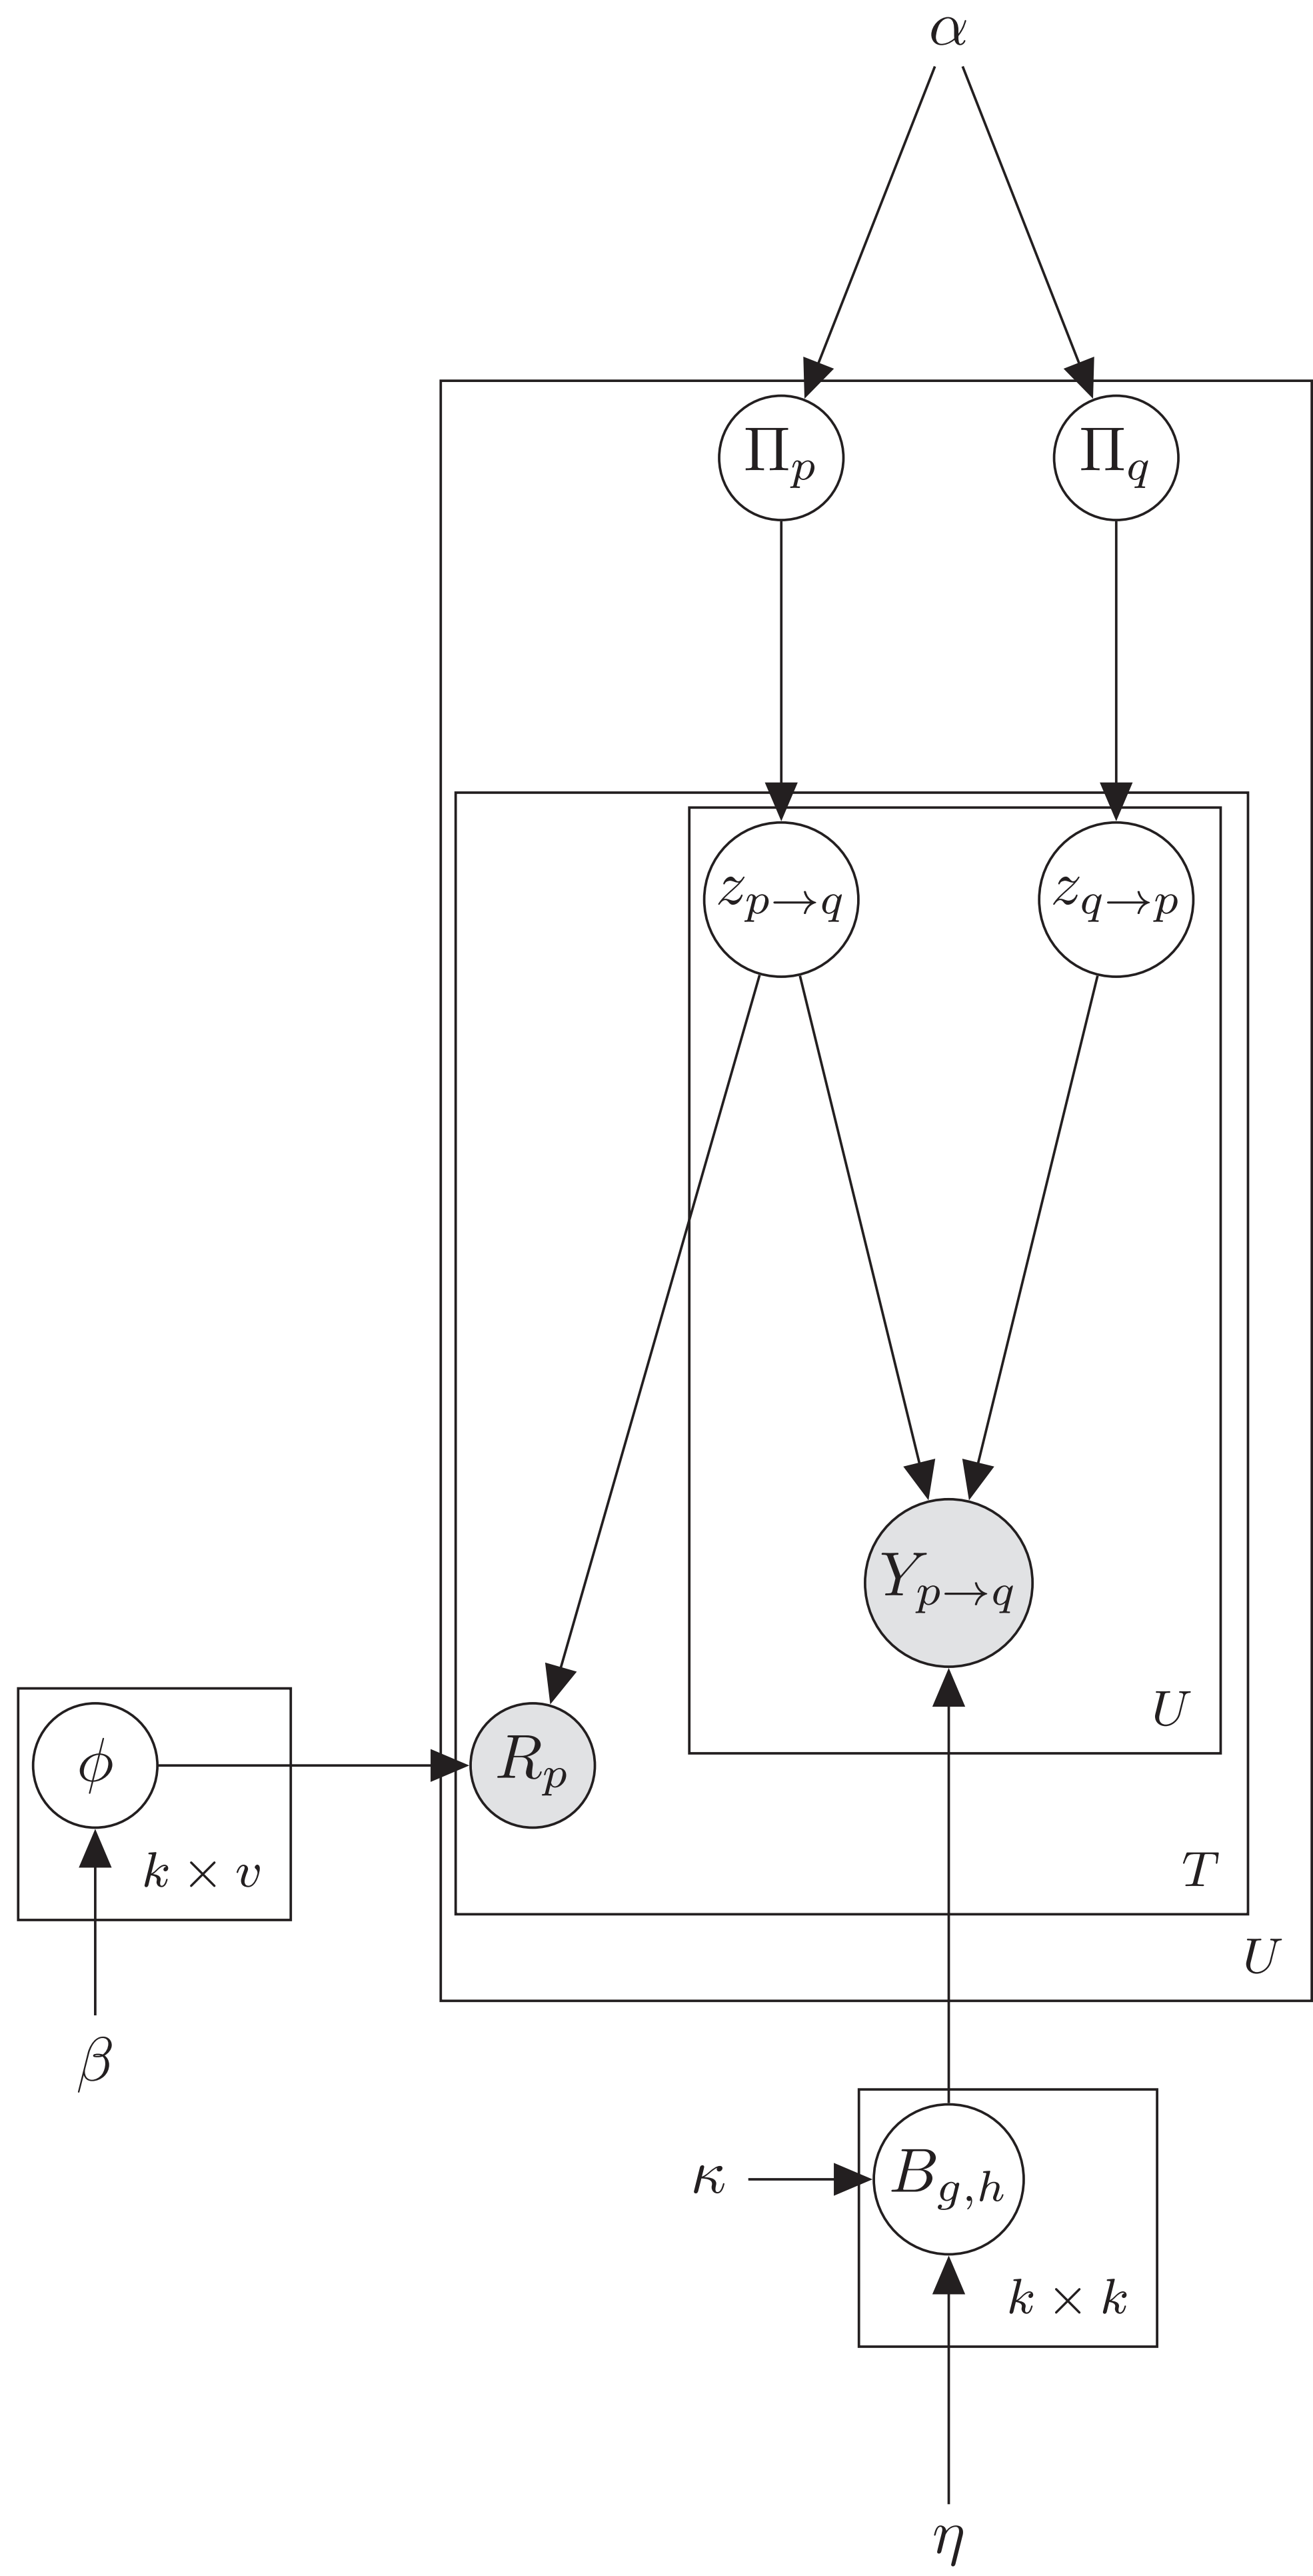 α
Π_p Π_q
z_{p→q} z_{q→p}
Y_{p→q}
U
R_p
ϕ
k × v
T
U
β
κ B_{g,h}
k × k
η